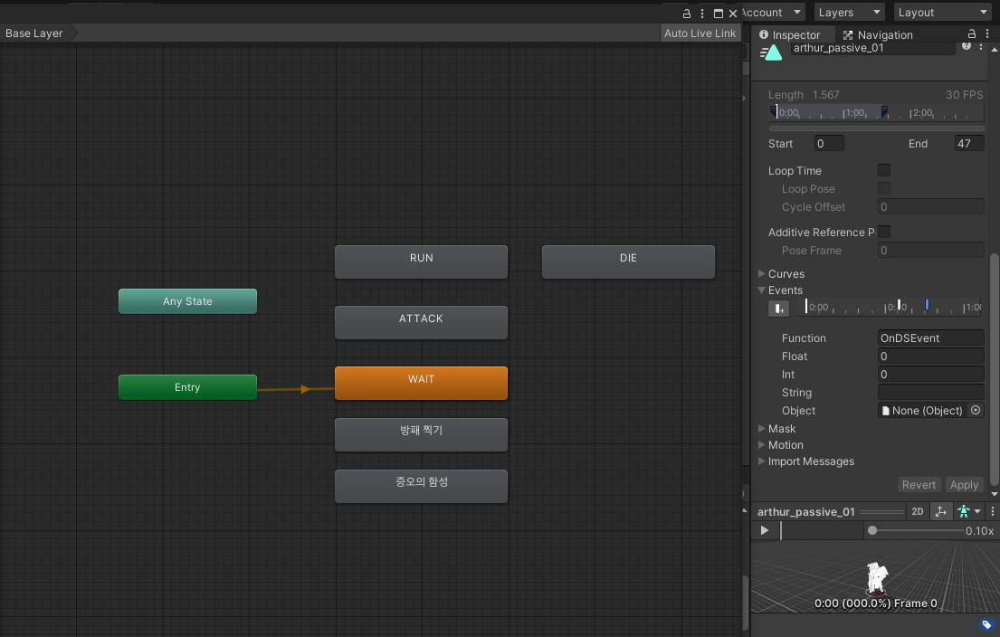 Account
Layers
Layout
Base Layer
Auto Live Link
Inspector
Navigation
arthur_passive_01
Length 1.567
30 FPS
0:00
1:00
2:00
Start 0
End 47
Loop Time
Loop Pose
Cycle Offset 0
Additive Reference P
Pose Frame 0
Curves
Events
0:00
1:00
Function OnDSEvent
Float 0
Int 0
String
Object None (Object)
Mask
Motion
Import Messages
Revert
Apply
arthur_passive_01
2D
0.10x
0:00 (000.0%) Frame 0
RUN
DIE
Any State
ATTACK
Entry
WAIT
방패 찍기
증오의 함성